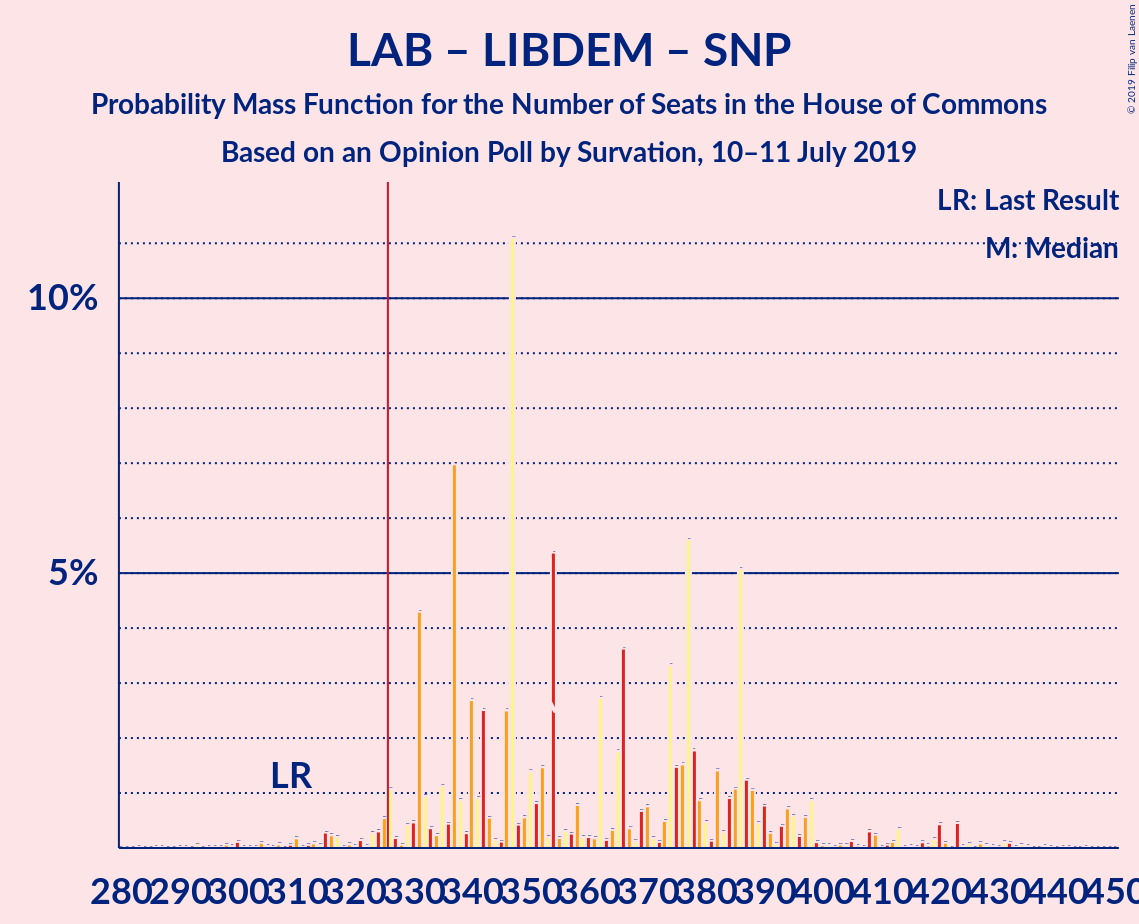 LAB – LIBDEM – SNP
Probability Mass Function for the Number of Seats in the House of Commons
Based on an Opinion Poll by Survation, 10–11 July 2019
© 2019 Filip van Laenen
LR: Last Result
M: Median
10%
5%
LR
280 290 300 310 320 330 340 350 360 370 380 390 400 410 420 430 440 450